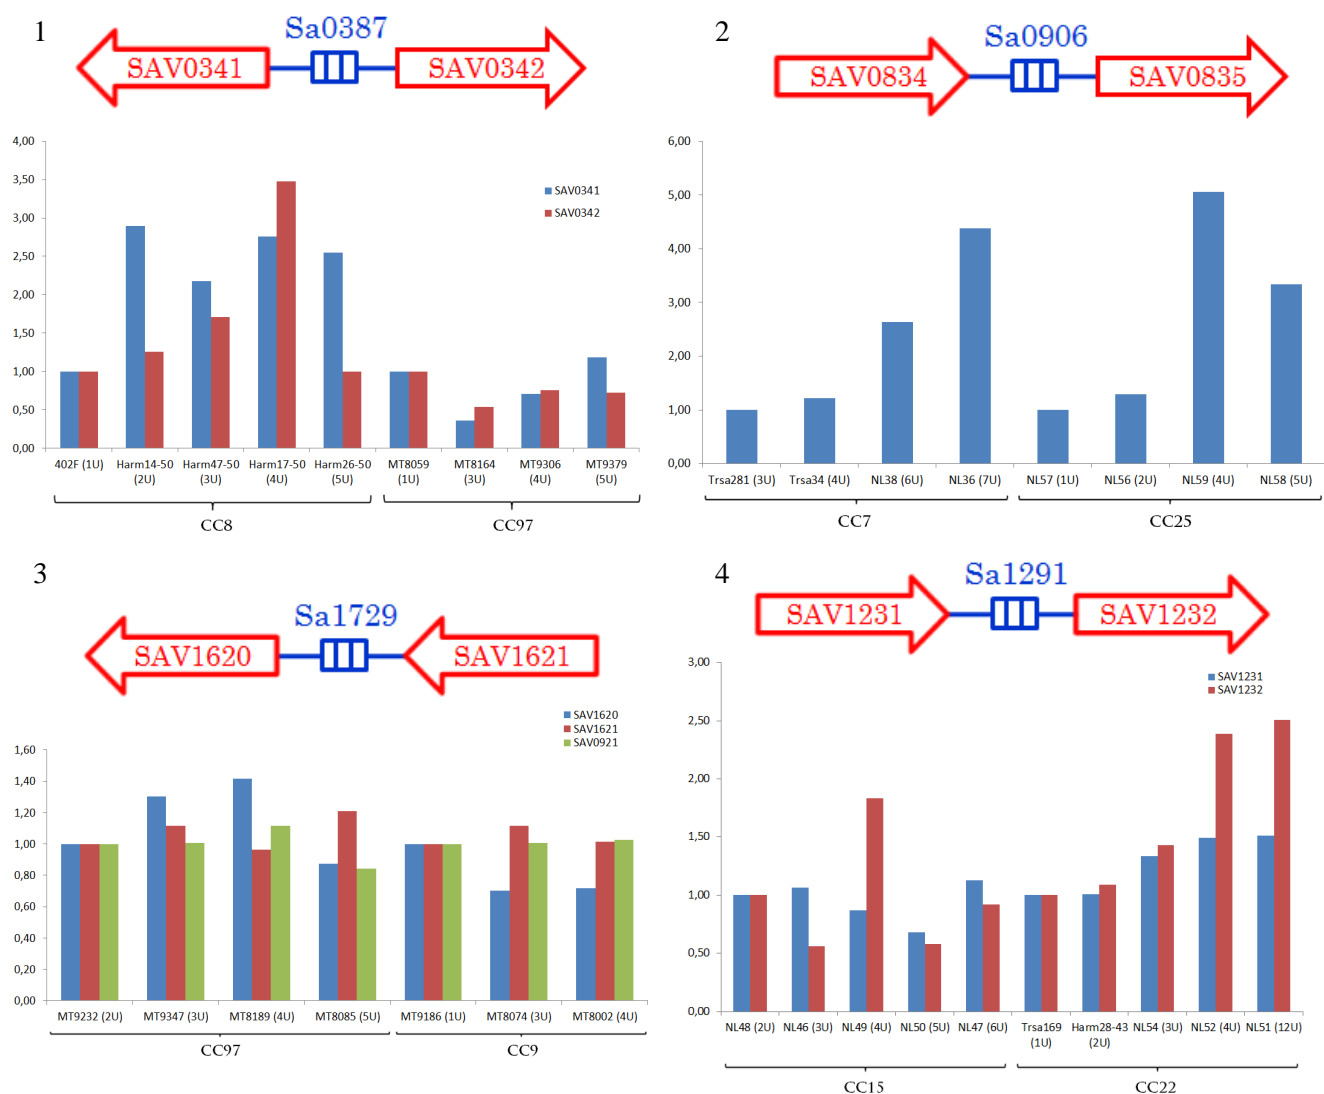 1
Sa0387
SAV0341
SAV0342
4,00
3,50
3,00
2,50
2,00
1,50
1,00
0,50
0,00
SAV0341
SAV0342
402F (1U)
Harm14-50 (2U)
Harm47-50 (3U)
Harm17-50 (4U)
Harm26-50 (5U)
MT8059 (1U)
MT8164 (3U)
MT9306 (4U)
MT9379 (5U)
CC8
CC97
2
Sa0906
SAV0834
SAV0835
6,00
5,00
4,00
3,00
2,00
1,00
0,00
Trsa281 (3U)
Trsa34 (4U)
NL38 (6U)
NL36 (7U)
NL57 (1U)
NL56 (2U)
NL59 (4U)
NL58 (5U)
CC7
CC25
3
Sa1729
SAV1620
SAV1621
SAV1620
SAV1621
SAV0921
1,60
1,40
1,20
1,00
0,80
0,60
0,40
0,20
0,00
MT9232 (2U)
MT9347 (3U)
MT8189 (4U)
MT8085 (5U)
MT9186 (1U)
MT8074 (3U)
MT8002 (4U)
CC97
CC9
4
Sa1291
SAV1231
SAV1232
3,00
2,50
2,00
1,50
1,00
0,50
0,00
SAV1231
SAV1232
NL48 (2U)
NL46 (3U)
NL49 (4U)
NL50 (5U)
NL47 (6U)
Trsa169 (1U)
Harm28-43 (2U)
NL54 (3U)
NL52 (4U)
NL51 (12U)
CC15
CC22